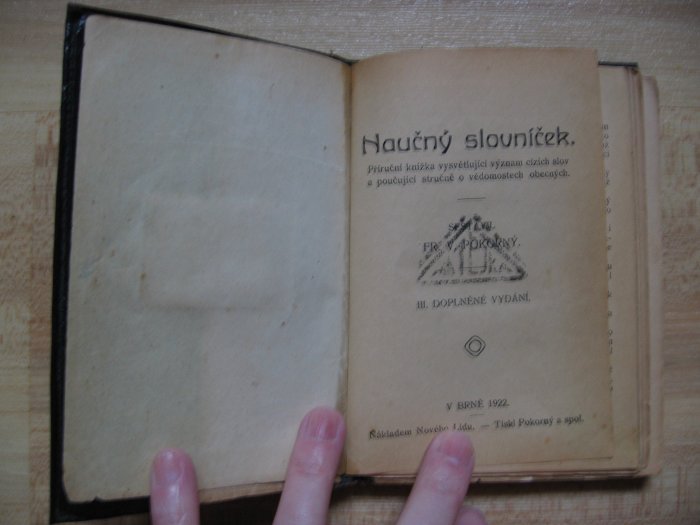 Naučný slovníček.
Příruční knížka vysvětlující význam cizích slov
a poučující stručně o vědomostech obecných.
FR. V. POKORNÝ.
III. DOPLNĚNÉ VYDÁNÍ.
V BRNĚ 1922.
Nákladem Nového Lidu. — Tiskl Pokorný a spol.